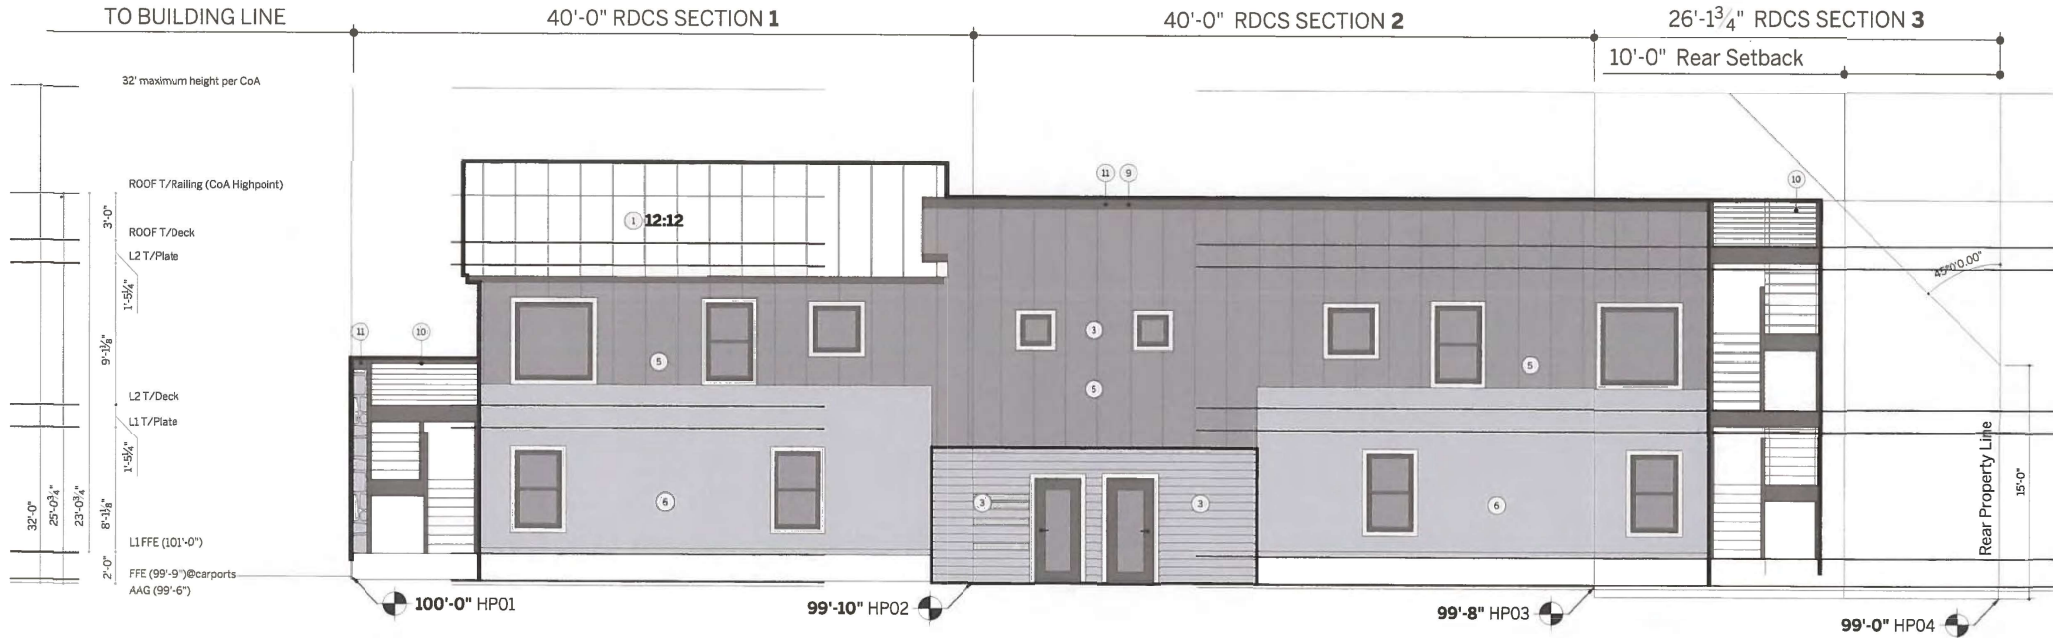 TO BUILDING LINE
40'-0" RDCS SECTION 1
40'-0" RDCS SECTION 2
26'-1¾" RDCS SECTION 3
10'-0" Rear Setback
32' maximum height per CoA
ROOF T/Railing (CoA Highpoint)
ROOF T/Deck
L2 T/Plate
L2 T/Deck
L1 T/Plate
L1 FFE (101'-0")
FFE (99'-9")@carports
AAG (99'-6")
32'-0"
25'-0¾"
23'-0¾"
3'-0"
1'-5¼"
9'-1⅛"
1'-5¼"
8'-1⅛"
2'-0"
1 12:12
11 9
10
11 10
5
3
5
5
6
3
3
6
45°0'0.00"
15'-0"
Rear Property Line
100'-0" HP01
99'-10" HP02
99'-8" HP03
99'-0" HP04